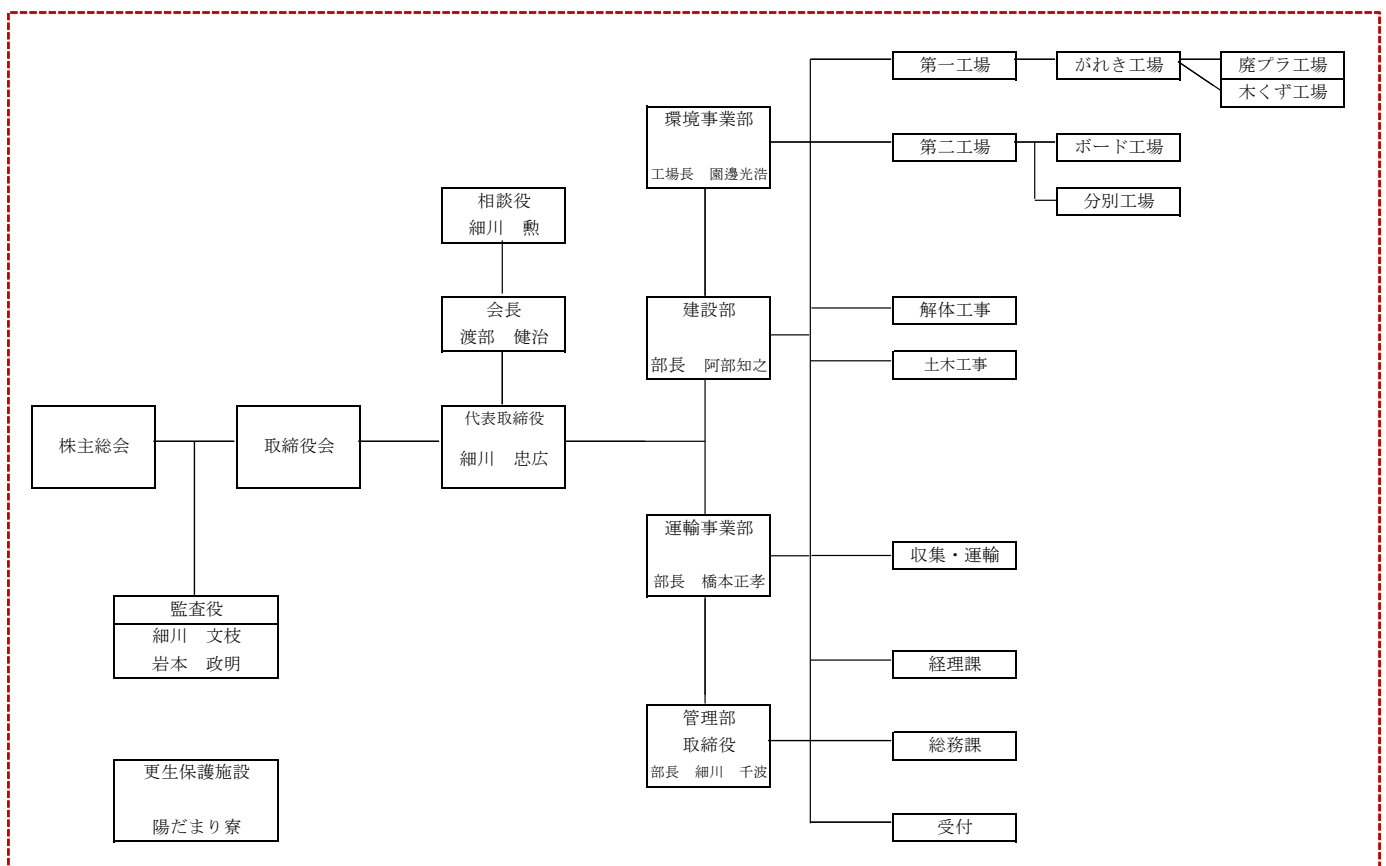 第一工場
がれき工場
廃プラ工場
木くず工場
環境事業部
工場長　園邊光浩
第二工場
ボード工場
分別工場
相談役
細川　勲
会長
渡部　健治
建設部
部長　阿部知之
解体工事
土木工事
株主総会
取締役会
代表取締役
細川　忠広
運輸事業部
部長　橋本正孝
収集・運輸
監査役
細川　文枝
岩本　政明
経理課
管理部
取締役
部長　細川　千波
総務課
更生保護施設
陽だまり寮
受付